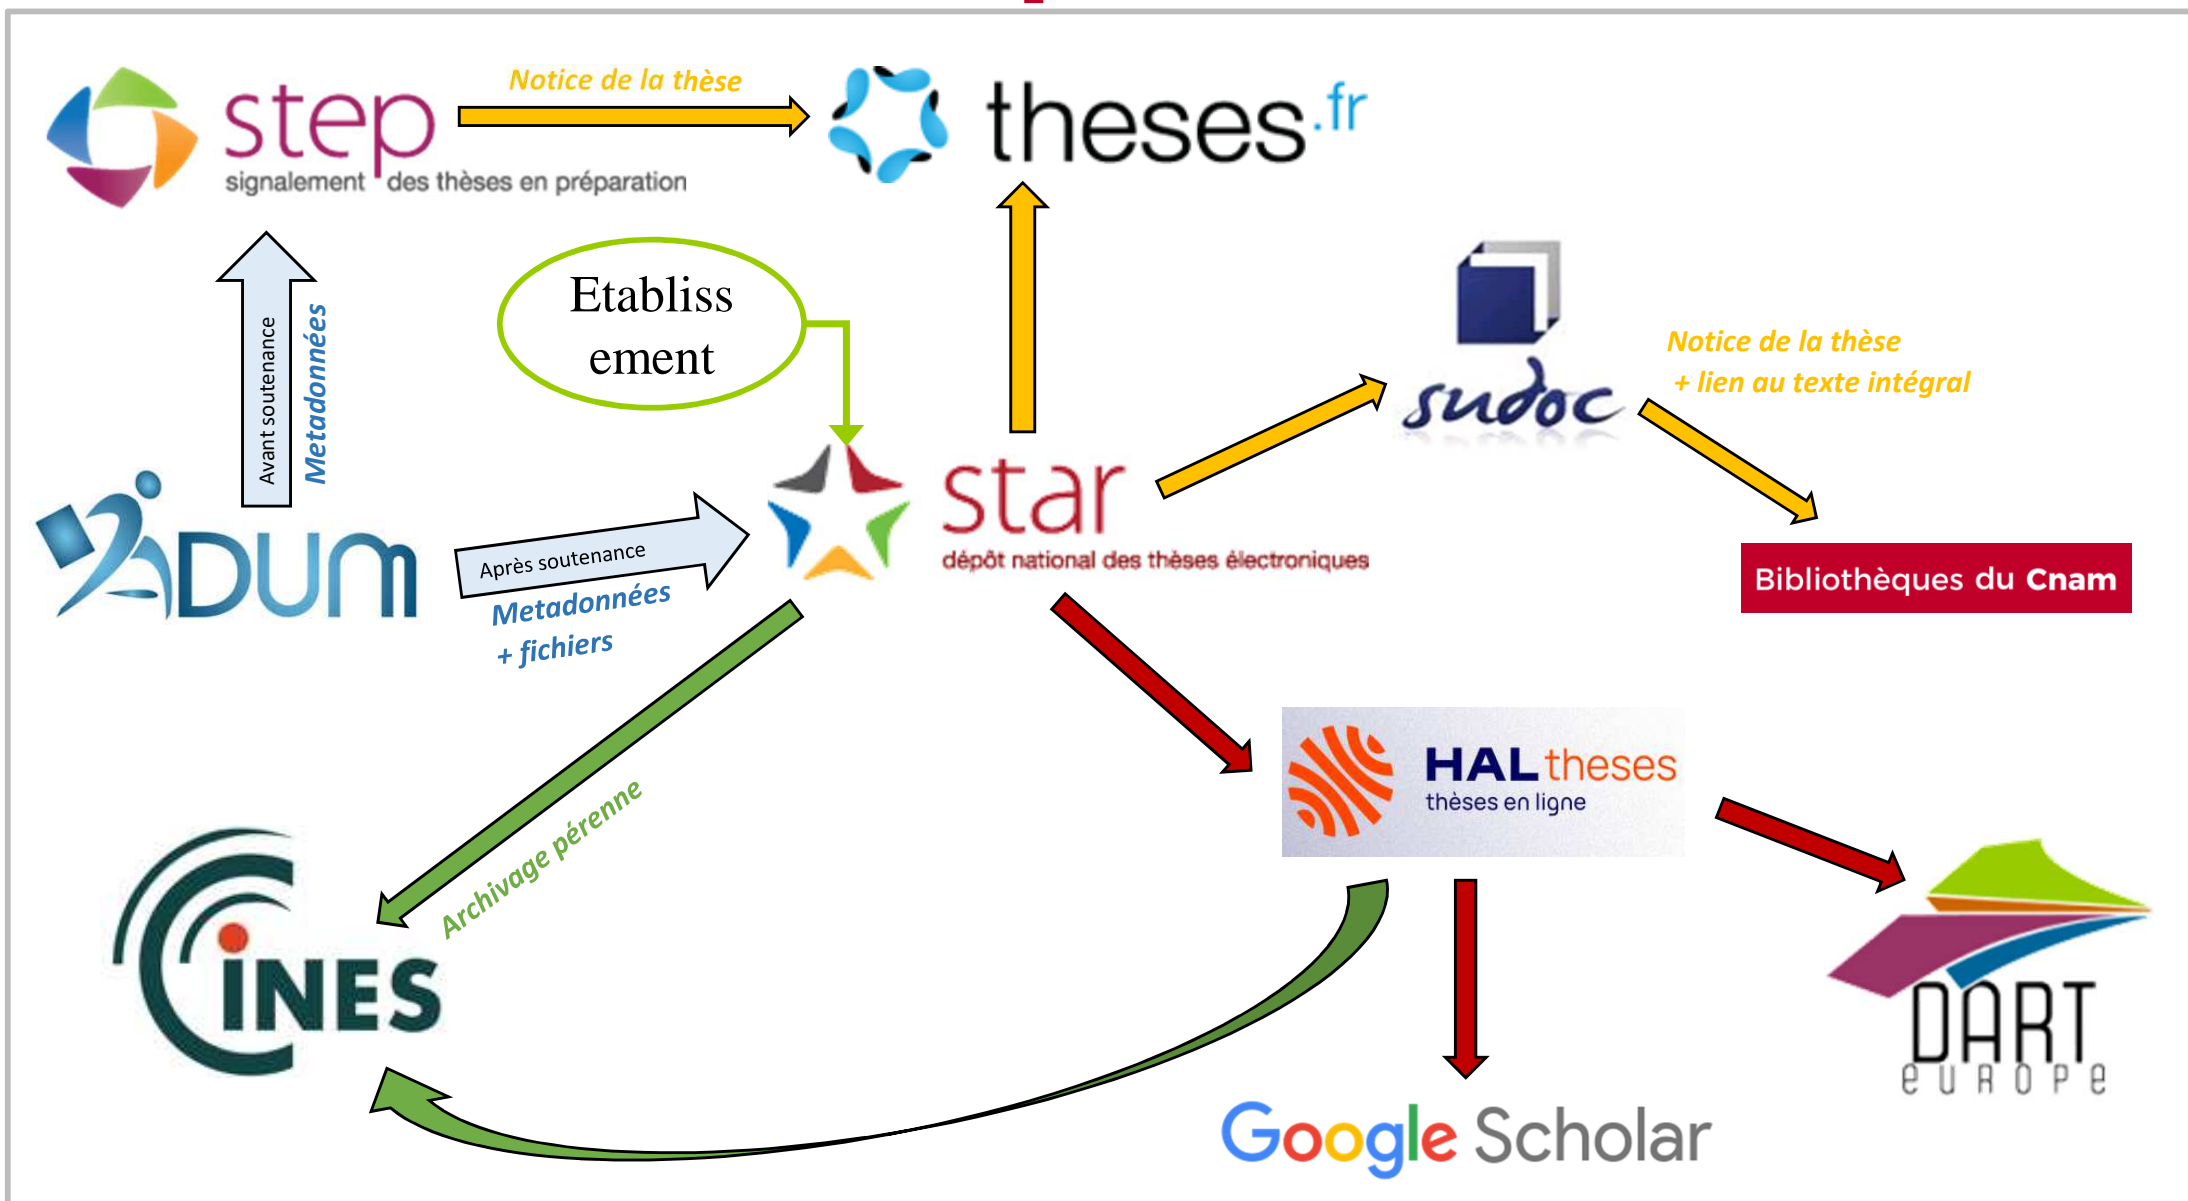 Notice de la thèse
step
signalement des thèses en préparation
theses.fr
Etabliss
ement
Avant soutenance
Metadonnées
sudoc
Notice de la thèse
+ lien au texte intégral
ADUM
Après soutenance
Metadonnées
+ fichiers
star
dépôt national des thèses électroniques
Bibliothèques du Cnam
HAL theses
thèses en ligne
Archivage pérenne
CINES
DART
EUROPE
Google Scholar